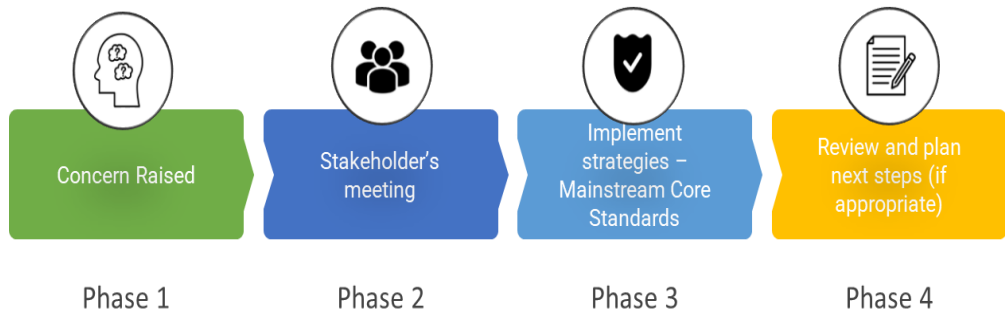 Concern Raised
Stakeholder's
meeting
Implement
strategies –
Mainstream Core
Standards
Review and plan
next steps (if
appropriate)
Phase 1
Phase 2
Phase 3
Phase 4